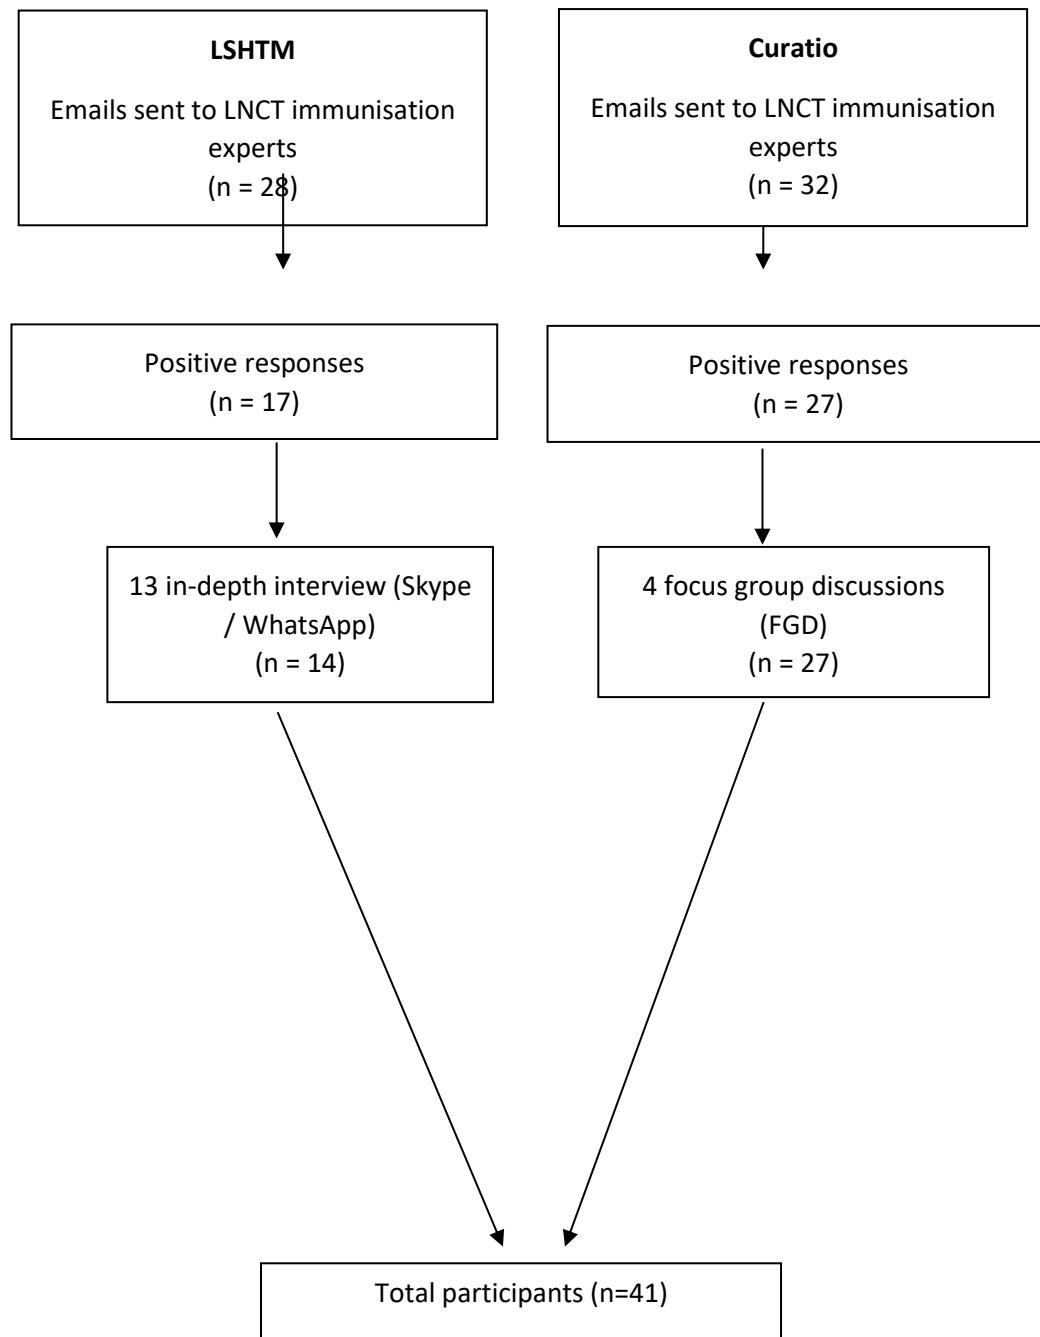 LSHTM
Emails sent to LNCT immunisation
experts
(n = 28)
Curatio
Emails sent to LNCT immunisation
experts
(n = 32)
Positive responses
(n = 17)
Positive responses
(n = 27)
13 in-depth interview (Skype
/ WhatsApp)
(n = 14)
4 focus group discussions
(FGD)
(n = 27)
Total participants (n=41)